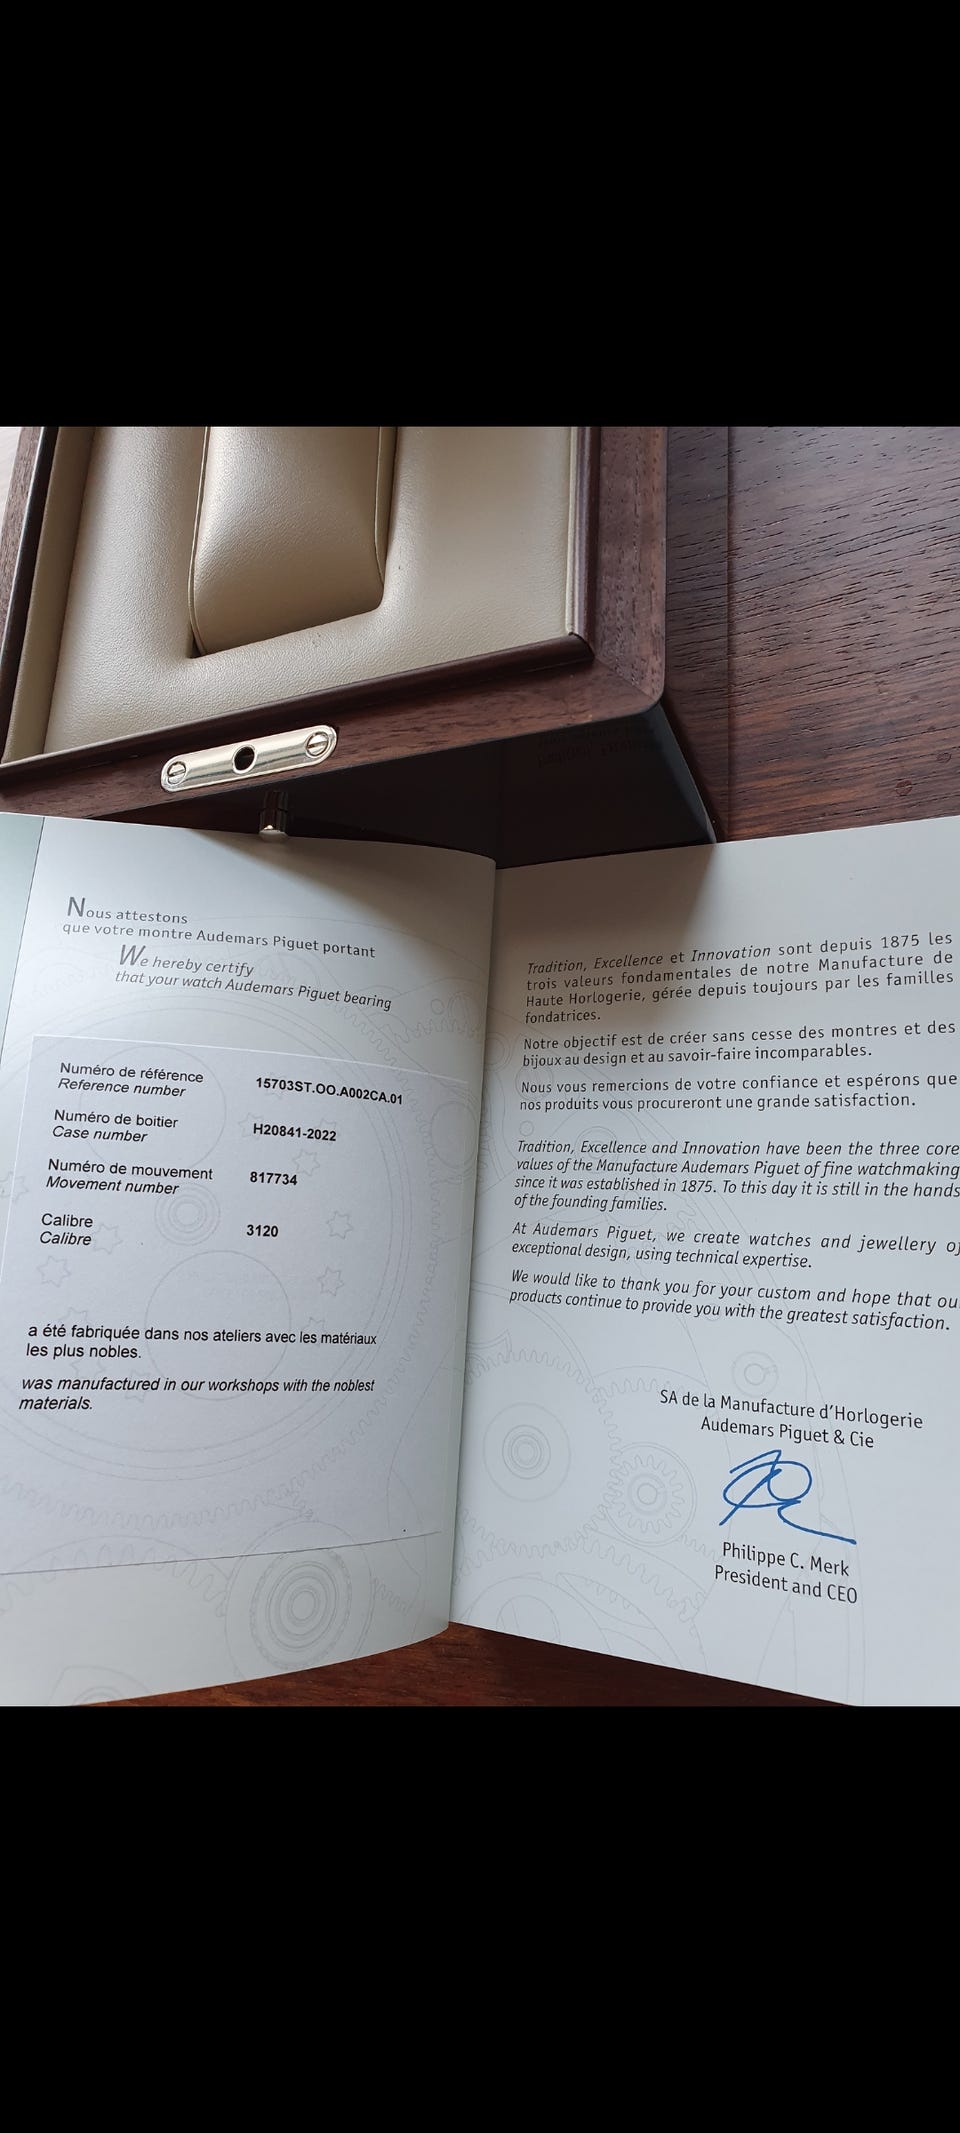 Nous attestons
que votre montre Audemars Piguet portant
We hereby certify
that your watch Audemars Piguet bearing
Numéro de référence
Reference number
15703ST.OO.A002CA.01
Numéro de boitier
Case number
H20841-2022
Numéro de mouvement
Movement number
817734
Calibre
Calibre
3120
a été fabriquée dans nos ateliers avec les matériaux
les plus nobles.
was manufactured in our workshops with the noblest
materials.
Tradition, Excellence et Innovation sont depuis 1875 les
trois valeurs fondamentales de notre Manufacture de
Haute Horlogerie, gérée depuis toujours par les familles
fondatrices.
Notre objectif est de créer sans cesse des montres et des
bijoux au design et au savoir-faire incomparables.
Nous vous remercions de votre confiance et espérons que
nos produits vous procureront une grande satisfaction.
Tradition, Excellence and Innovation have been the three core
values of the Manufacture Audemars Piguet of fine watchmaking
since it was established in 1875. To this day it is still in the hands
of the founding families.
At Audemars Piguet, we create watches and jewellery of
exceptional design, using technical expertise.
We would like to thank you for your custom and hope that ou
products continue to provide you with the greatest satisfaction.
SA de la Manufacture d'Horlogerie
Audemars Piguet & Cie
Philippe C. Merk
President and CEO